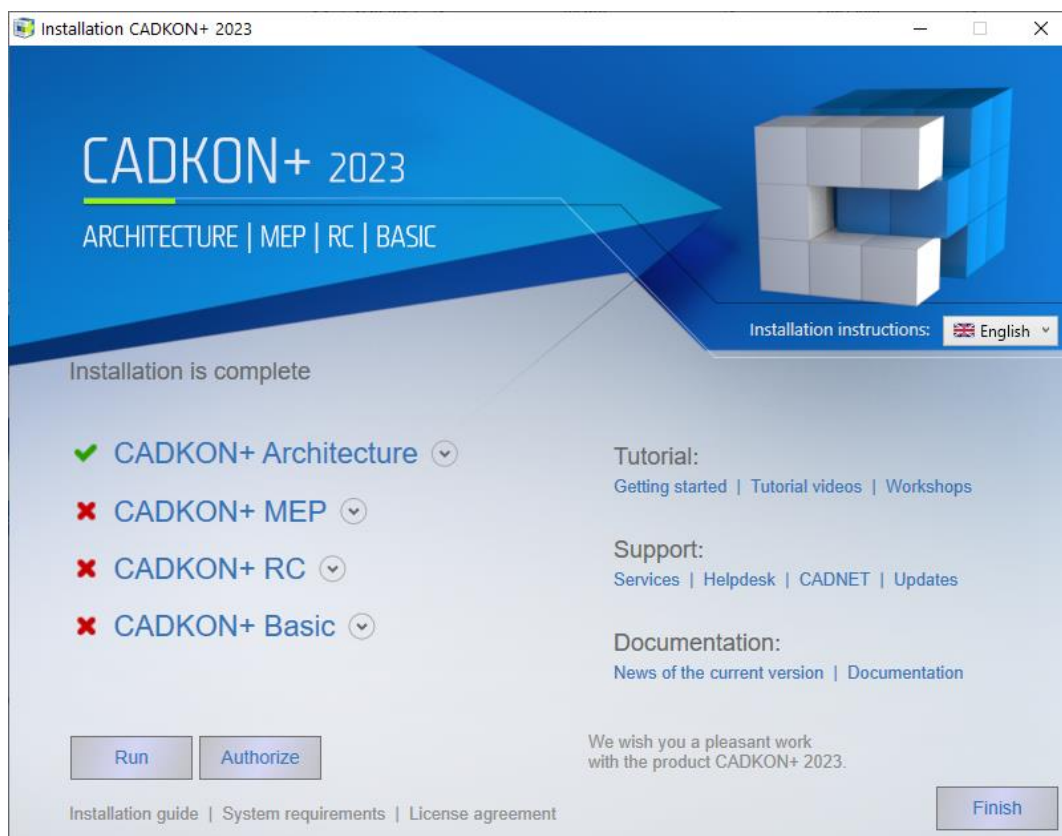 Installation CADKON+ 2023
CADKON+ 2023
ARCHITECTURE | MEP | RC | BASIC
Installation instructions: English
Installation is complete
CADKON+ Architecture
CADKON+ MEP
CADKON+ RC
CADKON+ Basic
Tutorial:
Getting started | Tutorial videos | Workshops
Support:
Services | Helpdesk | CADNET | Updates
Documentation:
News of the current version | Documentation
Run Authorize
We wish you a pleasant work
with the product CADKON+ 2023.
Installation guide | System requirements | License agreement
Finish